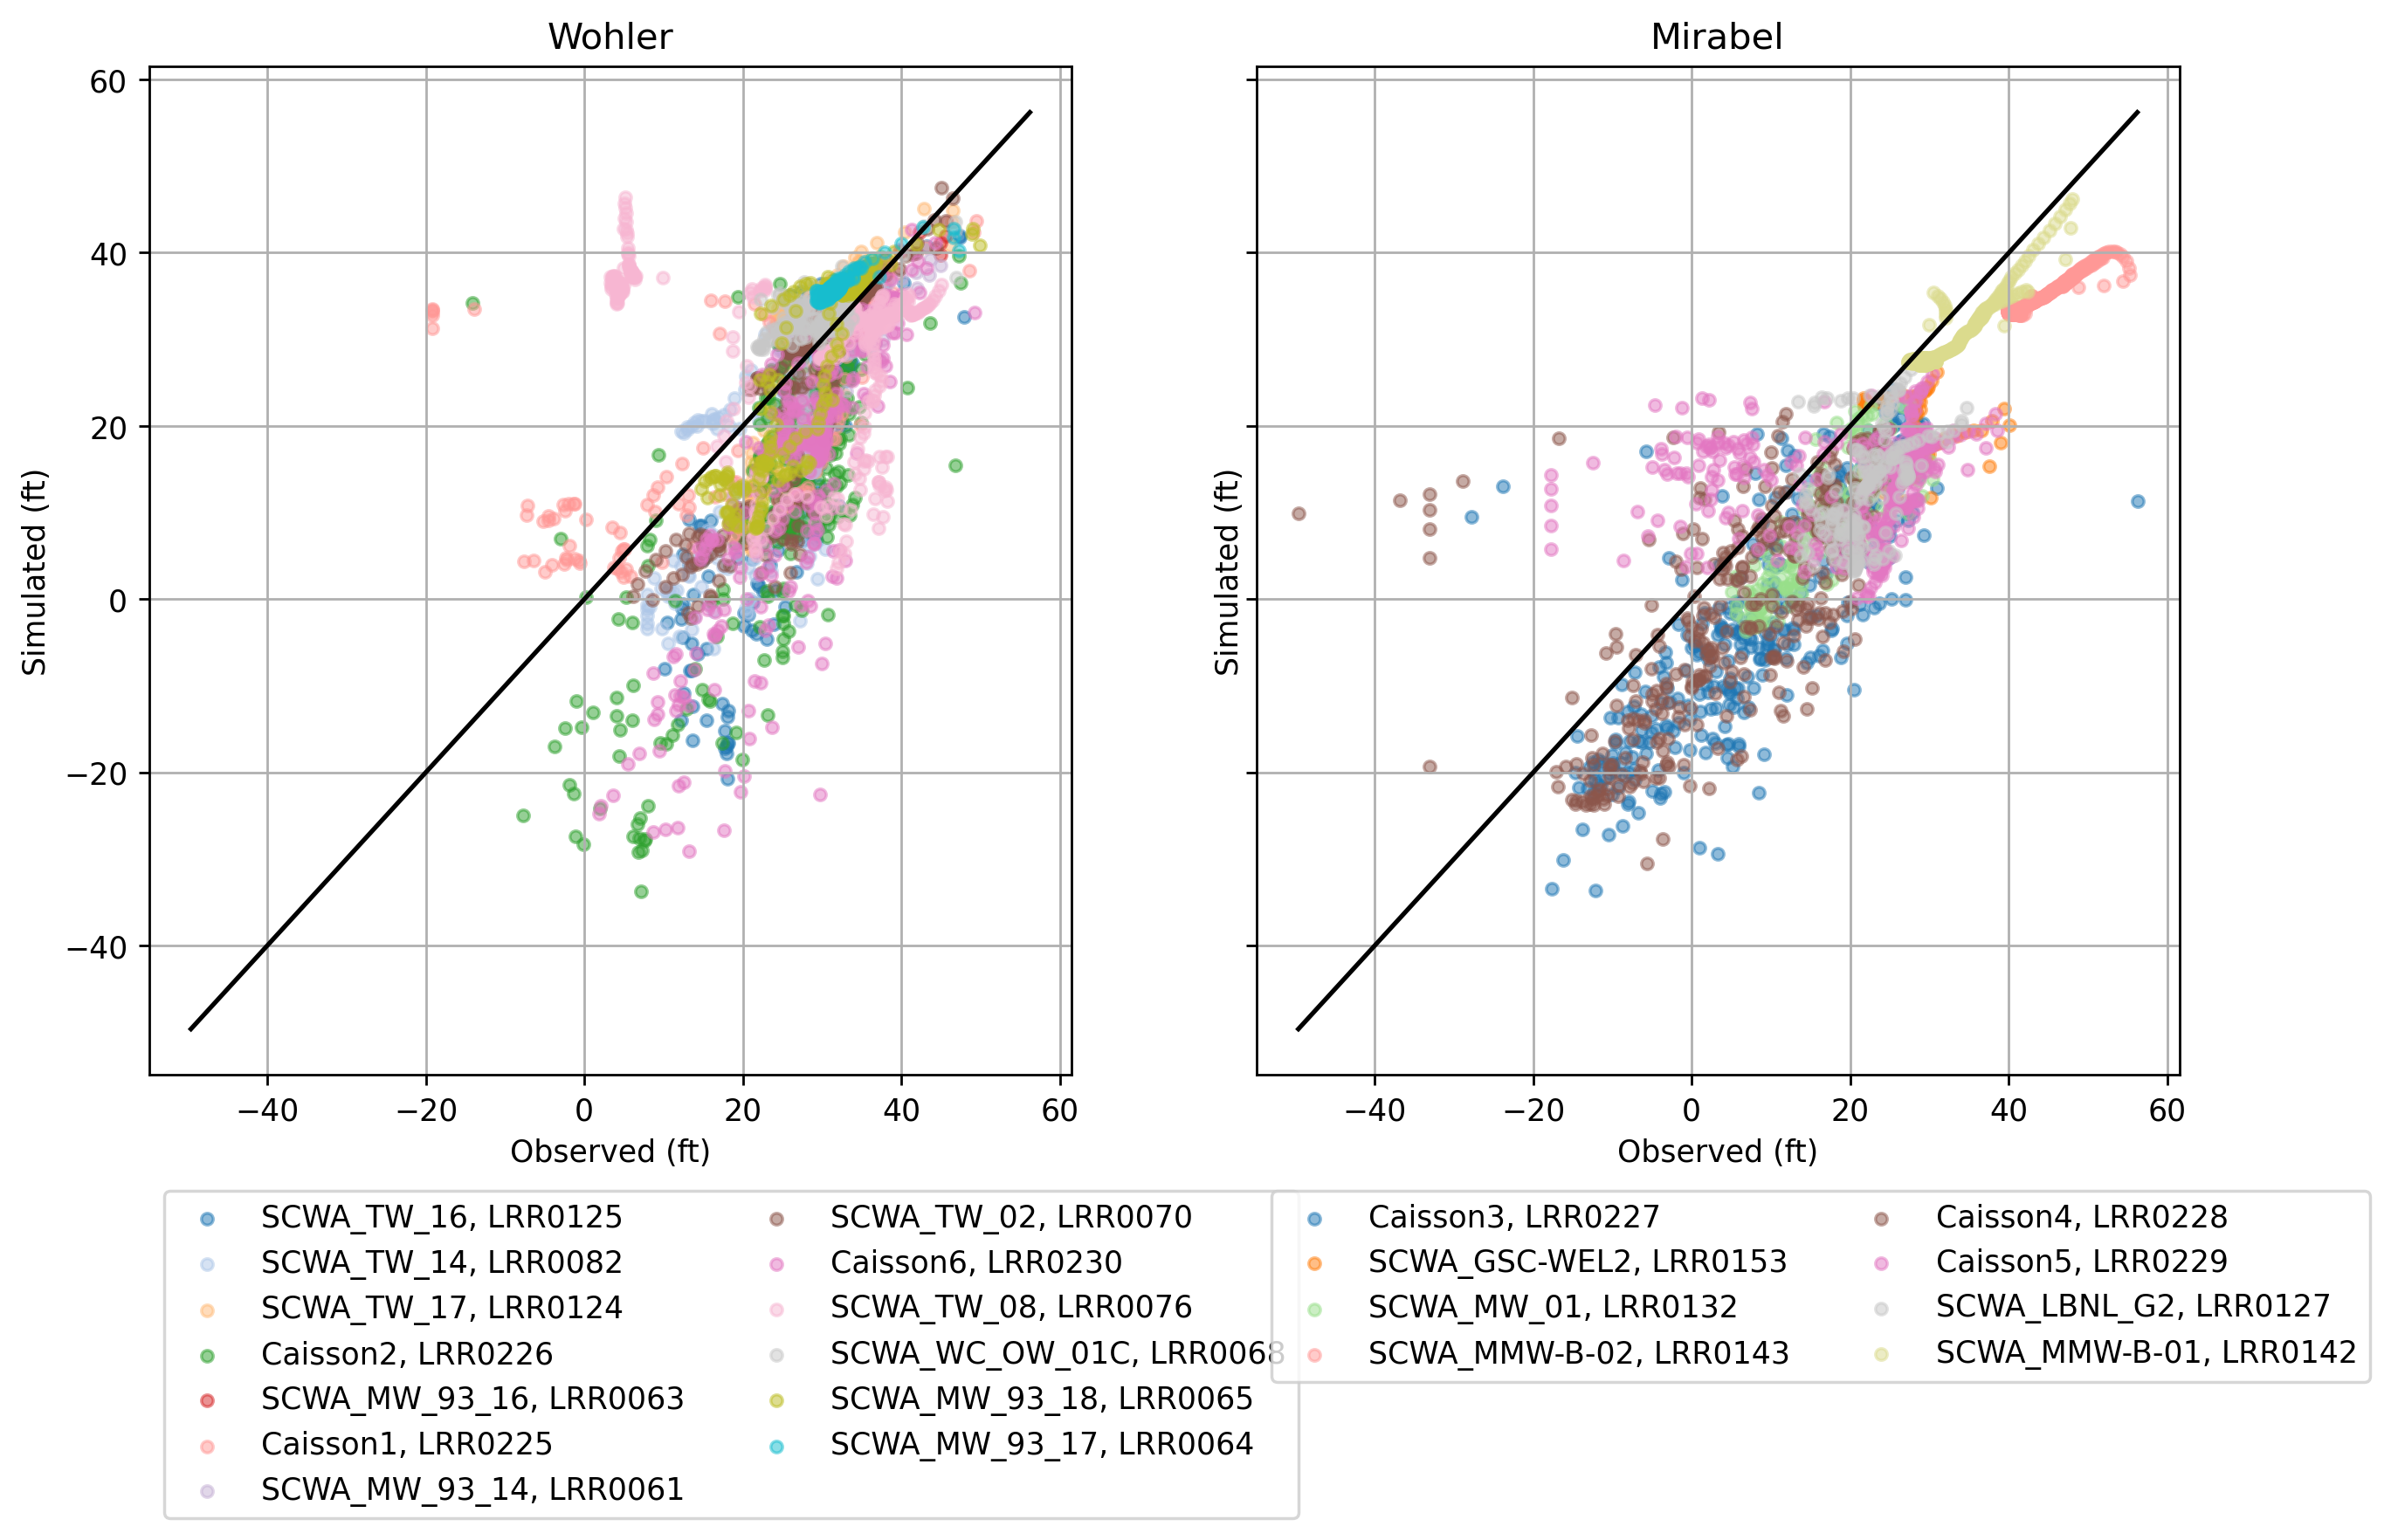 Wohler
Mirabel
60
40
20
0
−20
−40
Simulated (ft)
Simulated (ft)
−40 −20 0 20 40 60
−40 −20 0 20 40 60
Observed (ft)
Observed (ft)
SCWA_TW_16, LRR0125
SCWA_TW_14, LRR0082
SCWA_TW_17, LRR0124
Caisson2, LRR0226
SCWA_MW_93_16, LRR0063
Caisson1, LRR0225
SCWA_MW_93_14, LRR0061
SCWA_TW_02, LRR0070
Caisson6, LRR0230
SCWA_TW_08, LRR0076
SCWA_WC_OW_01C, LRR0068
SCWA_MW_93_18, LRR0065
SCWA_MW_93_17, LRR0064
Caisson3, LRR0227
SCWA_GSC-WEL2, LRR0153
SCWA_MW_01, LRR0132
SCWA_MMW-B-02, LRR0143
Caisson4, LRR0228
Caisson5, LRR0229
SCWA_LBNL_G2, LRR0127
SCWA_MMW-B-01, LRR0142